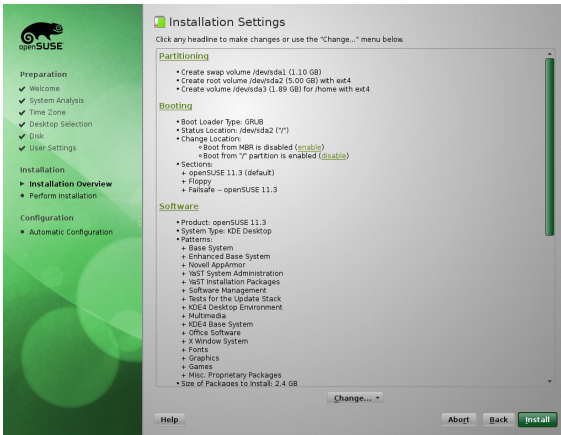 openSUSE
Preparation
Welcome
System Analysis
Time Zone
Desktop Selection
Disk
User Settings
Installation
Installation Overview
Perform Installation
Configuration
Automatic Configuration
Installation Settings
Click any headline to make changes or use the "Change..." menu below.
Partitioning
• Create swap volume /dev/sda1 (1.10 GB)
• Create root volume /dev/sda2 (5.00 GB) with ext4
• Create volume /dev/sda3 (1.89 GB) for /home with ext4
Booting
• Boot Loader Type: GRUB
• Status Location: /dev/sda2 ("/")
• Change Location:
Boot from MBR is disabled (enable)
Boot from "/" partition is enabled (disable)
• Sections:
+ openSUSE 11.3 (default)
+ Floppy
+ Failsafe -- openSUSE 11.3
Software
• Product: openSUSE 11.3
• System Type: KDE Desktop
• Patterns:
+ Base System
+ Enhanced Base System
+ Novell AppArmor
+ YaST System Administration
+ YaST Installation Packages
+ Software Management
+ Tests for the Update Stack
+ KDE4 Desktop Environment
+ Multimedia
+ KDE4 Base System
+ Office Software
+ X Window System
+ Fonts
+ Graphics
+ Games
+ Misc. Proprietary Packages
• Size of Packages to Install: 2.4 GB
Change...
Help
Abort
Back
Install